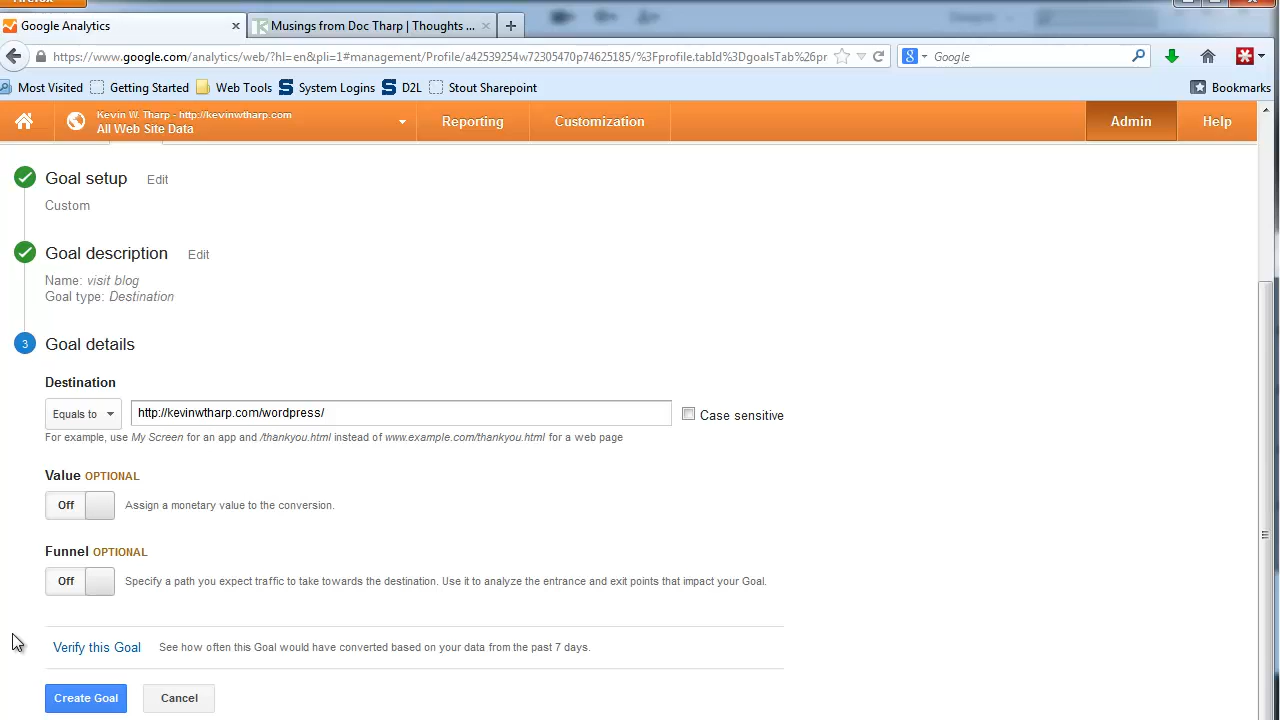 Firefox
Google Analytics
Musings from Doc Tharp | Thoughts ...
https://www.google.com/analytics/web/?hl=en&pli=1#management/Profile/a42539254w72305470p74625185/%3Fprofile.tabId%3DgoalsTab%26pr
Google
Most Visited
Getting Started
Web Tools
System Logins
D2L
Stout Sharepoint
Bookmarks
Kevin W. Tharp - http://kevinwtharp.com
All Web Site Data
Reporting
Customization
Admin
Help
Goal setup Edit
Custom
Goal description Edit
Name: visit blog
Goal type: Destination
3 Goal details
Destination
Equals to http://kevinwtharp.com/wordpress/ Case sensitive
For example, use My Screen for an app and /thankyou.html instead of www.example.com/thankyou.html for a web page
Value OPTIONAL
Off Assign a monetary value to the conversion.
Funnel OPTIONAL
Off Specify a path you expect traffic to take towards the destination. Use it to analyze the entrance and exit points that impact your Goal.
Verify this Goal See how often this Goal would have converted based on your data from the past 7 days.
Create Goal Cancel